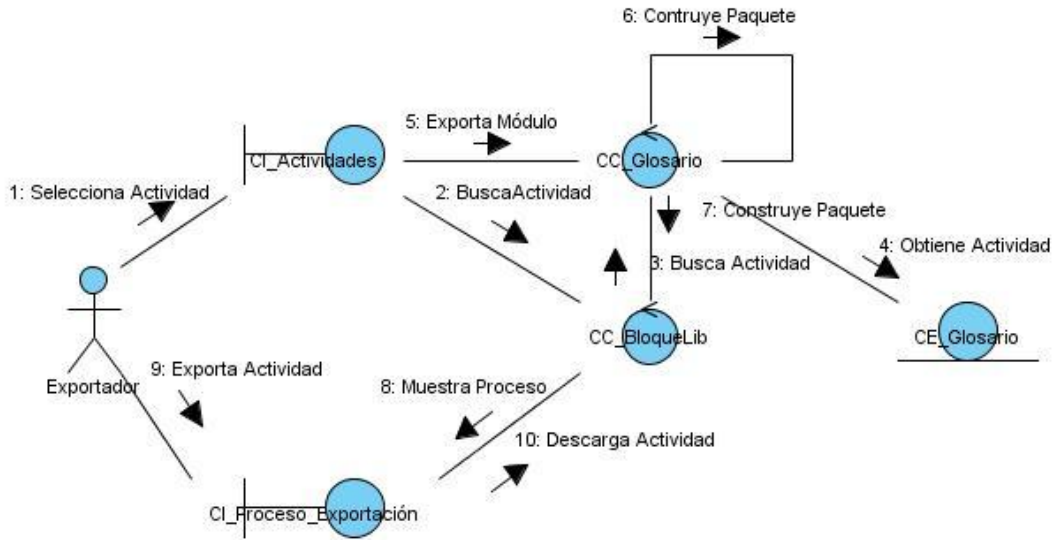 6: Contruye Paquete
5: Exporta Módulo
CI_Actividades
CC_Glosario
1: Selecciona Actividad
2: BuscaActividad
7: Construye Paquete
4: Obtiene Actividad
3: Busca Actividad
CC_BloqueLib
CE_Glosario
Exportador
9: Exporta Actividad
8: Muestra Proceso
10: Descarga Actividad
CI_Proceso_Exportación